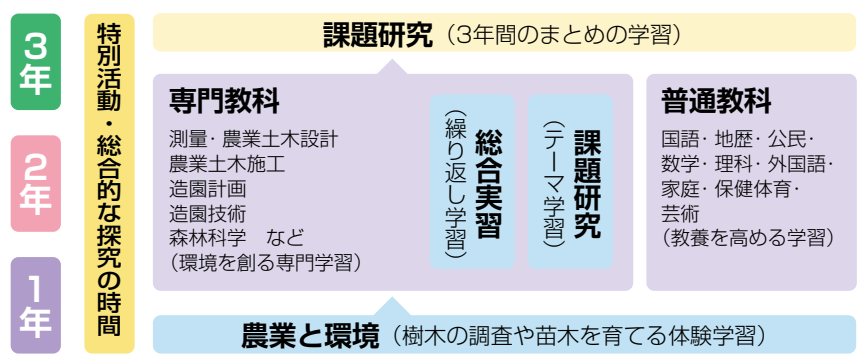 3年
2年
1年
特別活動・総合的な探究の時間
課題研究（3年間のまとめの学習）
専門教科
測量・農業土木設計
農業土木施工
造園計画
造園技術
森林科学　など
（環境を創る専門学習）
総合実習
（繰り返し学習）
課題研究
（テーマ学習）
普通教科
国語・地歴・公民・
数学・理科・外国語・
家庭・保健体育・
芸術
（教養を高める学習）
農業と環境（樹木の調査や苗木を育てる体験学習）